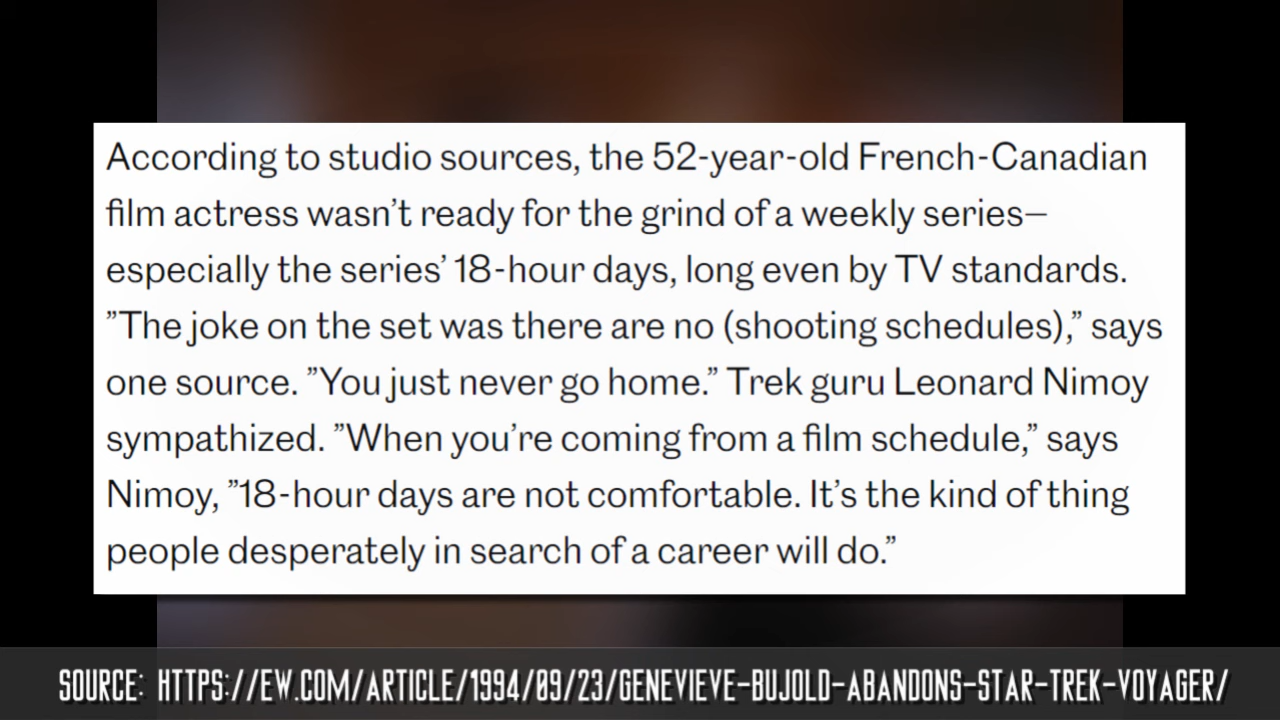 According to studio sources, the 52-year-old French-Canadian
film actress wasn’t ready for the grind of a weekly series—
especially the series’ 18-hour days, long even by TV standards.
”The joke on the set was there are no (shooting schedules),” says
one source. ”You just never go home.” Trek guru Leonard Nimoy
sympathized. ”When you’re coming from a film schedule,” says
Nimoy, ”18-hour days are not comfortable. It’s the kind of thing
people desperately in search of a career will do.”
SOURCE: HTTPS://EW.COM/ARTICLE/1994/09/23/GENEVIEVE-BUJOLD-ABANDONS-STAR-TREK-VOYAGER/